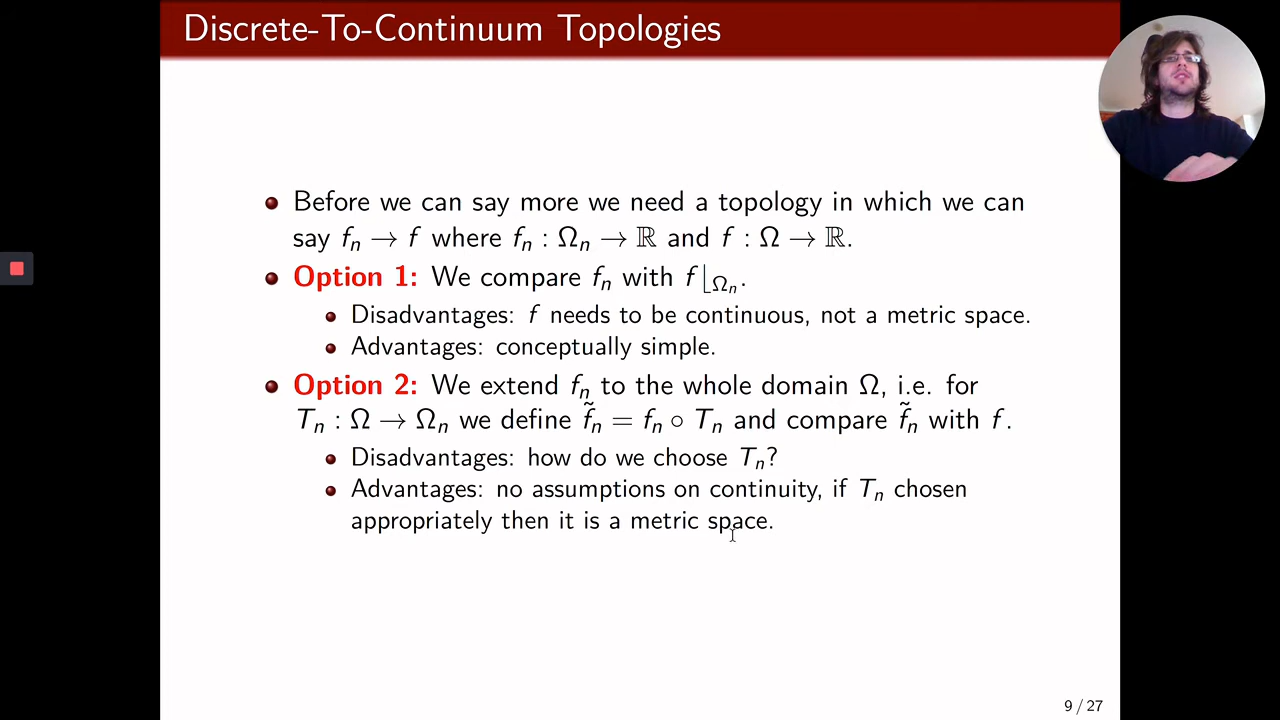 Discrete-To-Continuum Topologies
Before we can say more we need a topology in which we can
say fₙ → f where fₙ : Ωₙ → ℝ and f : Ω → ℝ.
Option 1: We compare fₙ with f⌊Ωₙ.
Disadvantages: f needs to be continuous, not a metric space.
Advantages: conceptually simple.
Option 2: We extend fₙ to the whole domain Ω, i.e. for
Tₙ : Ω → Ωₙ we define f̃ₙ = fₙ ∘ Tₙ and compare f̃ₙ with f.
Disadvantages: how do we choose Tₙ?
Advantages: no assumptions on continuity, if Tₙ chosen
appropriately then it is a metric space.
9 / 27